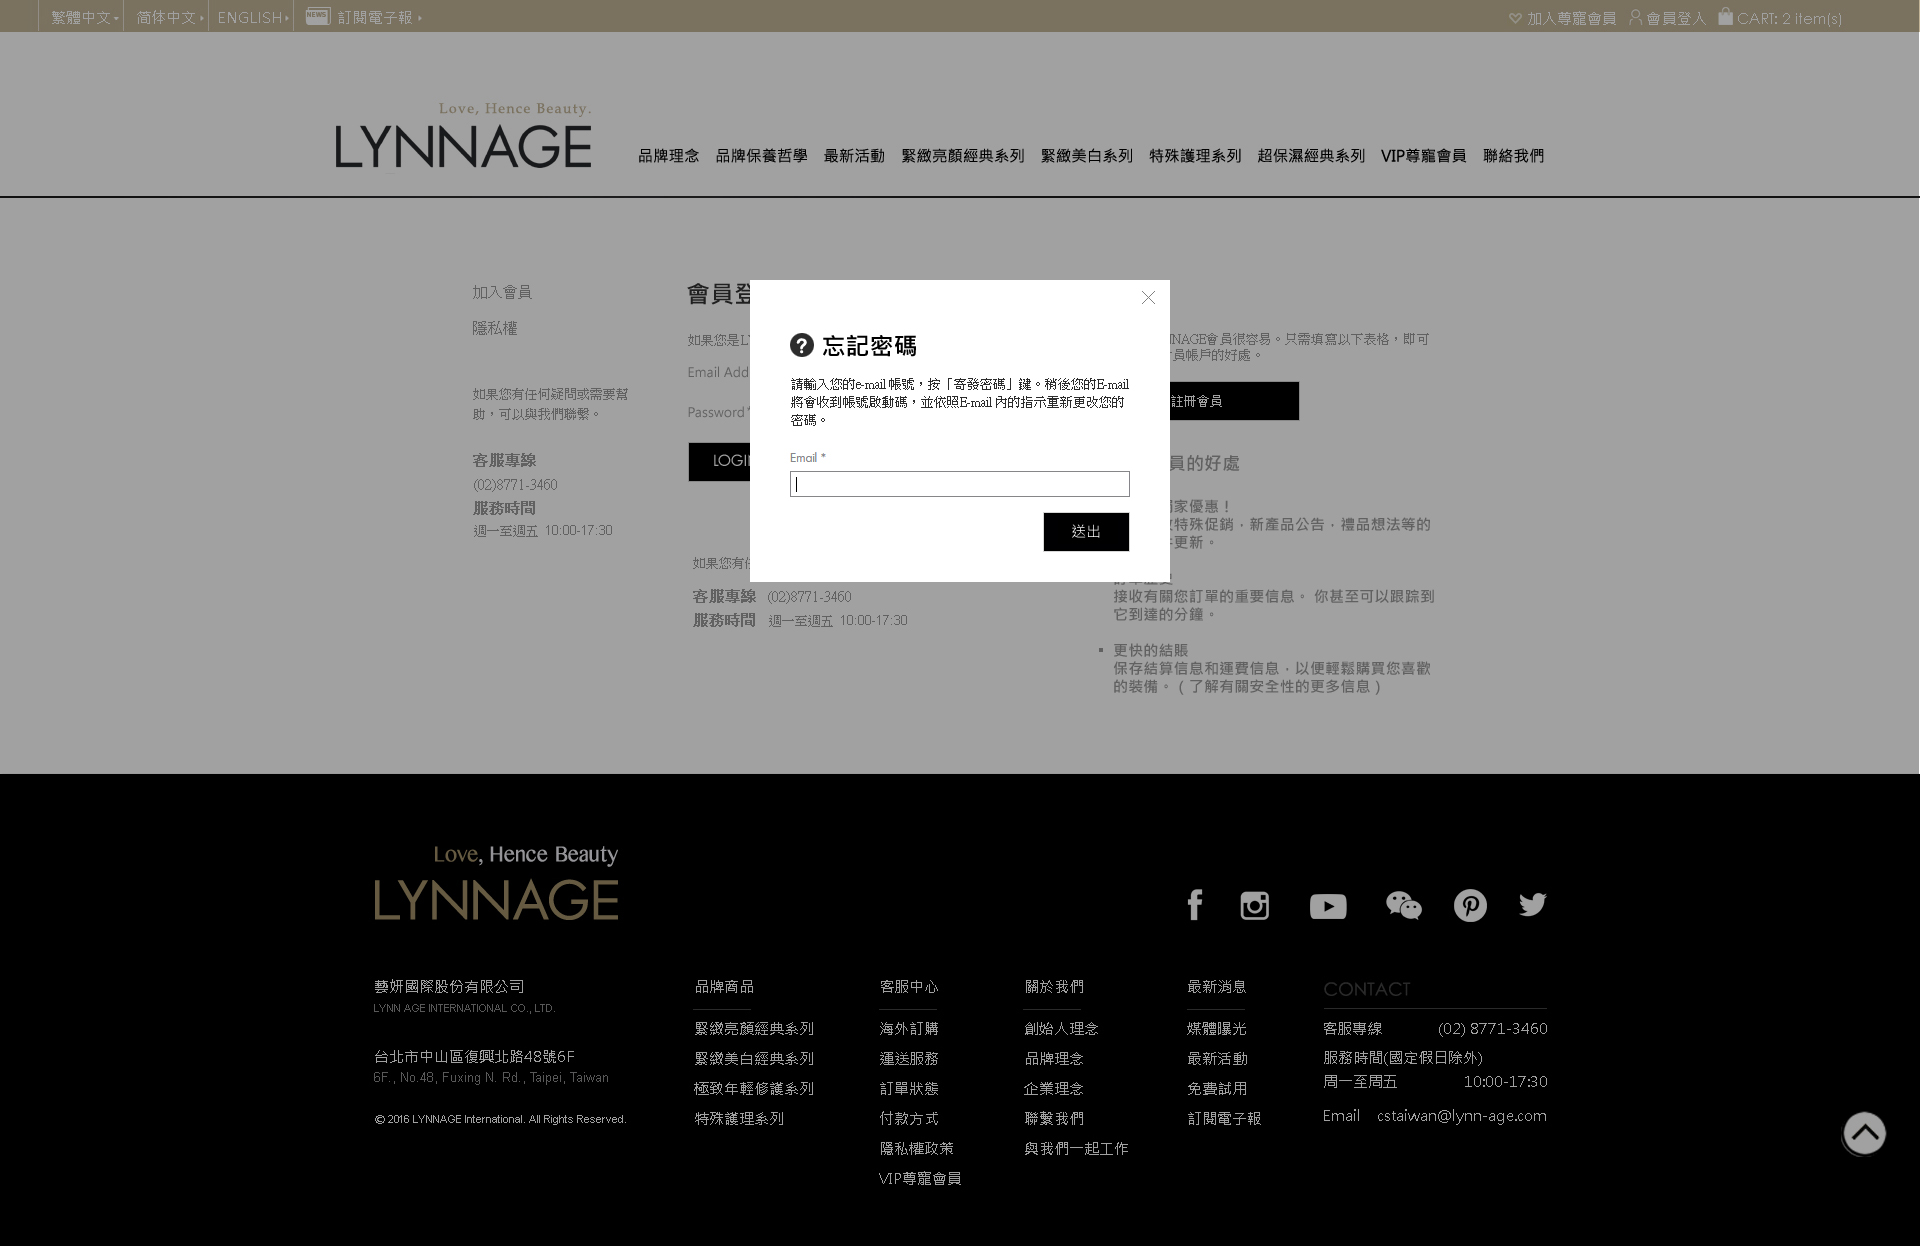 繁體中文
简体中文
ENGLISH
NEWS 訂閱電子報
加入尊寵會員
會員登入
CART: 2 item(s)
Love, Hence Beauty.
LYNNAGE
品牌理念 品牌保養哲學 最新活動 緊緻亮顏經典系列 緊緻美白系列 特殊護理系列 超保濕經典系列 VIP尊寵會員 聯絡我們
加入會員
隱私權
如果您有任何疑問或需要幫
助，可以與我們聯繫。
客服專線
(02)8771-3460
服務時間
週一至週五 10:00-17:30
會員登
如果您是LY
Email Add
Password*
LOGI
如果您有任
客服專線 (02)8771-3460
服務時間 週一至週五 10:00-17:30
忘記密碼
請輸入您的e-mail 帳號，按「寄發密碼」鍵。稍後您的E-mail
將會收到帳號啟動碼，並依照E-mail 內的指示重新更改您的
密碼。
Email *
送出
NNAGE會員很容易。只需填寫以下表格，即可
員帳戶的好處。
註冊會員
員的好處
家優惠！
特殊促銷，新產品公告，禮品想法等的
更新。
接收有關您訂單的重要信息。 你甚至可以跟踪到
它到達的分鐘。
更快的結賬
保存結算信息和運費信息，以便輕鬆購買您喜歡
的裝備。（了解有關安全性的更多信息）
Love, Hence Beauty
LYNNAGE
藝妍國際股份有限公司
LYNN AGE INTERNATIONAL CO., LTD.
台北市中山區復興北路48號6F
6F., No.48, Fuxing N. Rd., Taipei, Taiwan
© 2016 LYNNAGE International. All Rights Reserved.
品牌商品
緊緻亮顏經典系列
緊緻美白經典系列
極致年輕修護系列
特殊護理系列
客服中心
海外訂購
運送服務
訂單狀態
付款方式
隱私權政策
VIP尊寵會員
關於我們
創始人理念
品牌理念
企業理念
聯繫我們
與我們一起工作
最新消息
媒體曝光
最新活動
免費試用
訂閱電子報
CONTACT
客服專線 (02) 8771-3460
服務時間(國定假日除外)
周一至周五 10:00-17:30
Email cstaiwan@lynn-age.com